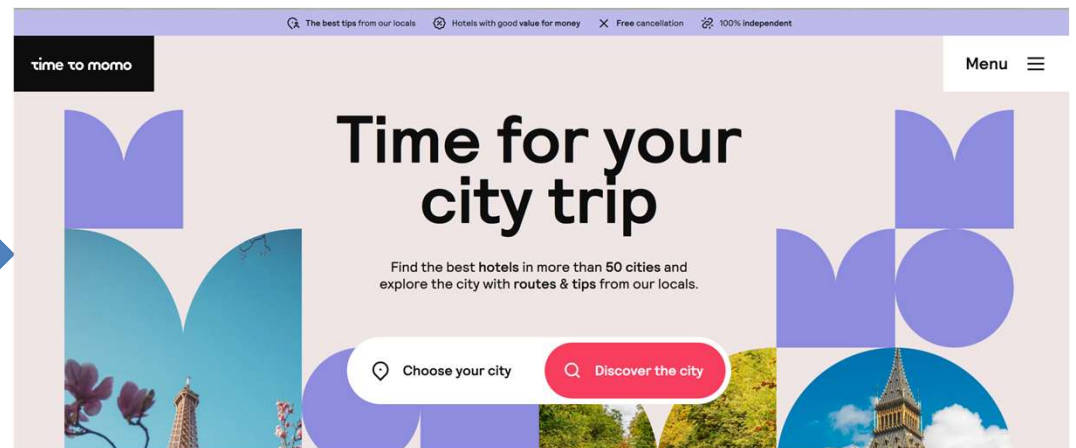 The best tips from our locals Hotels with good value for money Free cancellation 100% independent
time to momo
Menu
Time for your
city trip
Find the best hotels in more than 50 cities and
explore the city with routes & tips from our locals.
Choose your city
Discover the city